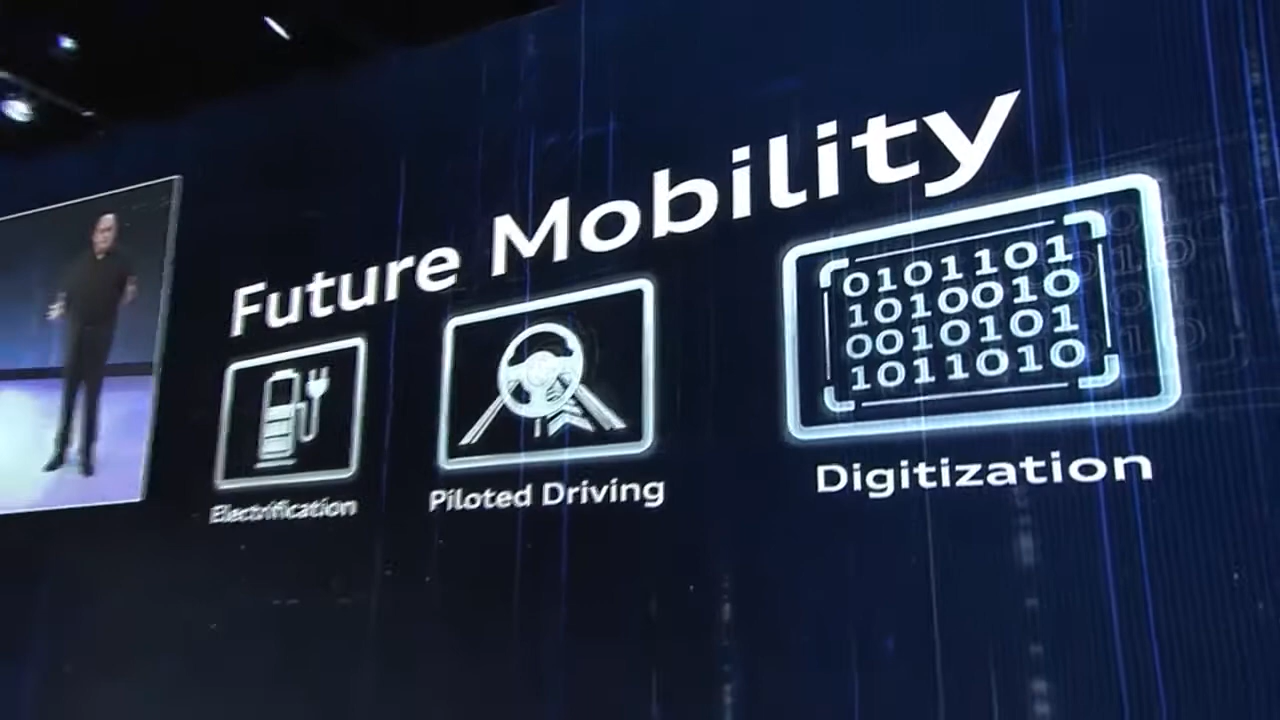 Future Mobility
0101101
1010010
0010101
1011010
Electrification
Piloted Driving
Digitization